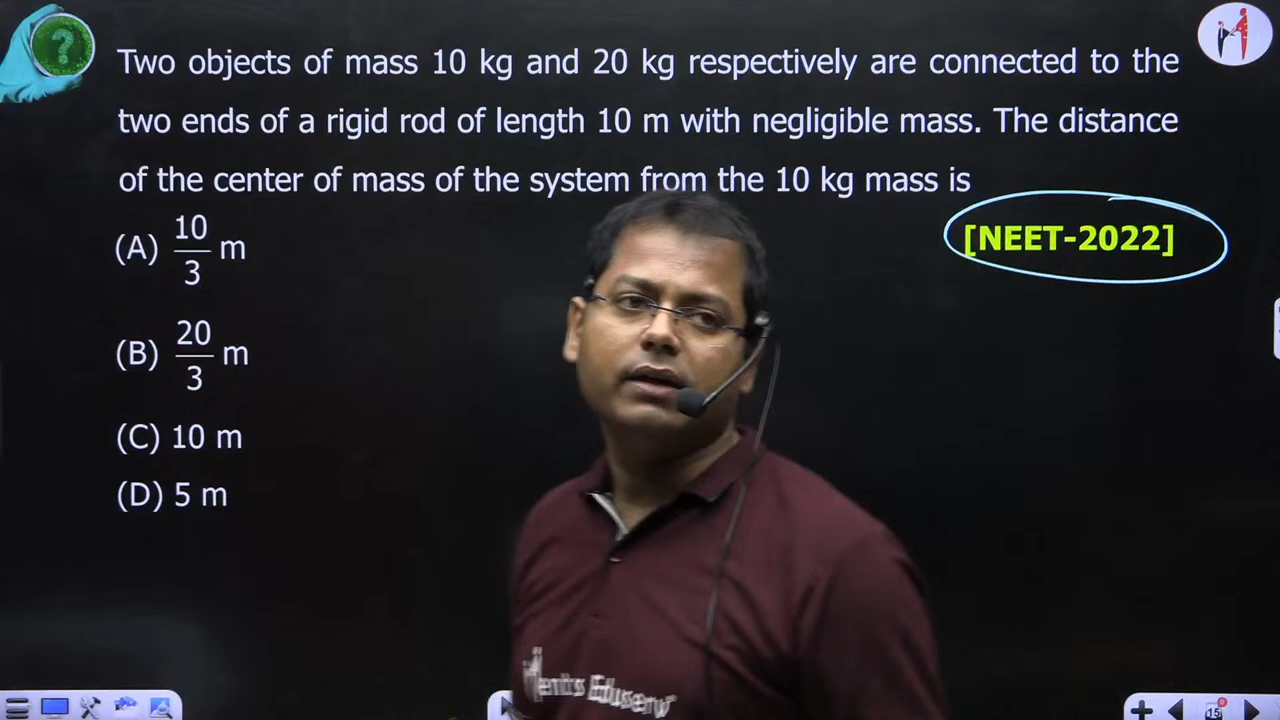 Two objects of mass 10 kg and 20 kg respectively are connected to the
two ends of a rigid rod of length 10 m with negligible mass. The distance
of the center of mass of the system from the 10 kg mass is
[NEET-2022]
(A) 10/3 m
(B) 20/3 m
(C) 10 m
(D) 5 m
15